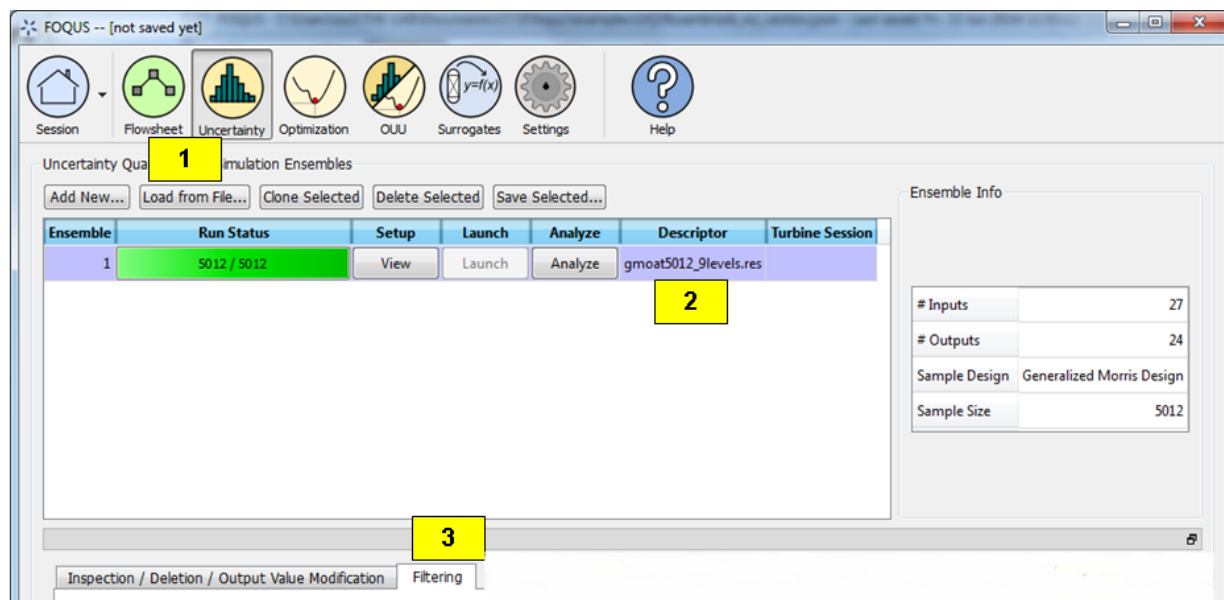 FOQUS -- [not saved yet]
Session
Flowsheet
Uncertainty
Optimization
OUU
y=f(x)
Surrogates
Settings
Help
1
Uncertainty Qua imulation Ensembles
Add New... Load from File... Clone Selected Delete Selected Save Selected...
Ensemble Run Status Setup Launch Analyze Descriptor Turbine Session
1 5012 / 5012 View Launch Analyze gmoat5012_9levels.res
2
Ensemble Info
# Inputs 27
# Outputs 24
Sample Design Generalized Morris Design
Sample Size 5012
3
Inspection / Deletion / Output Value Modification Filtering